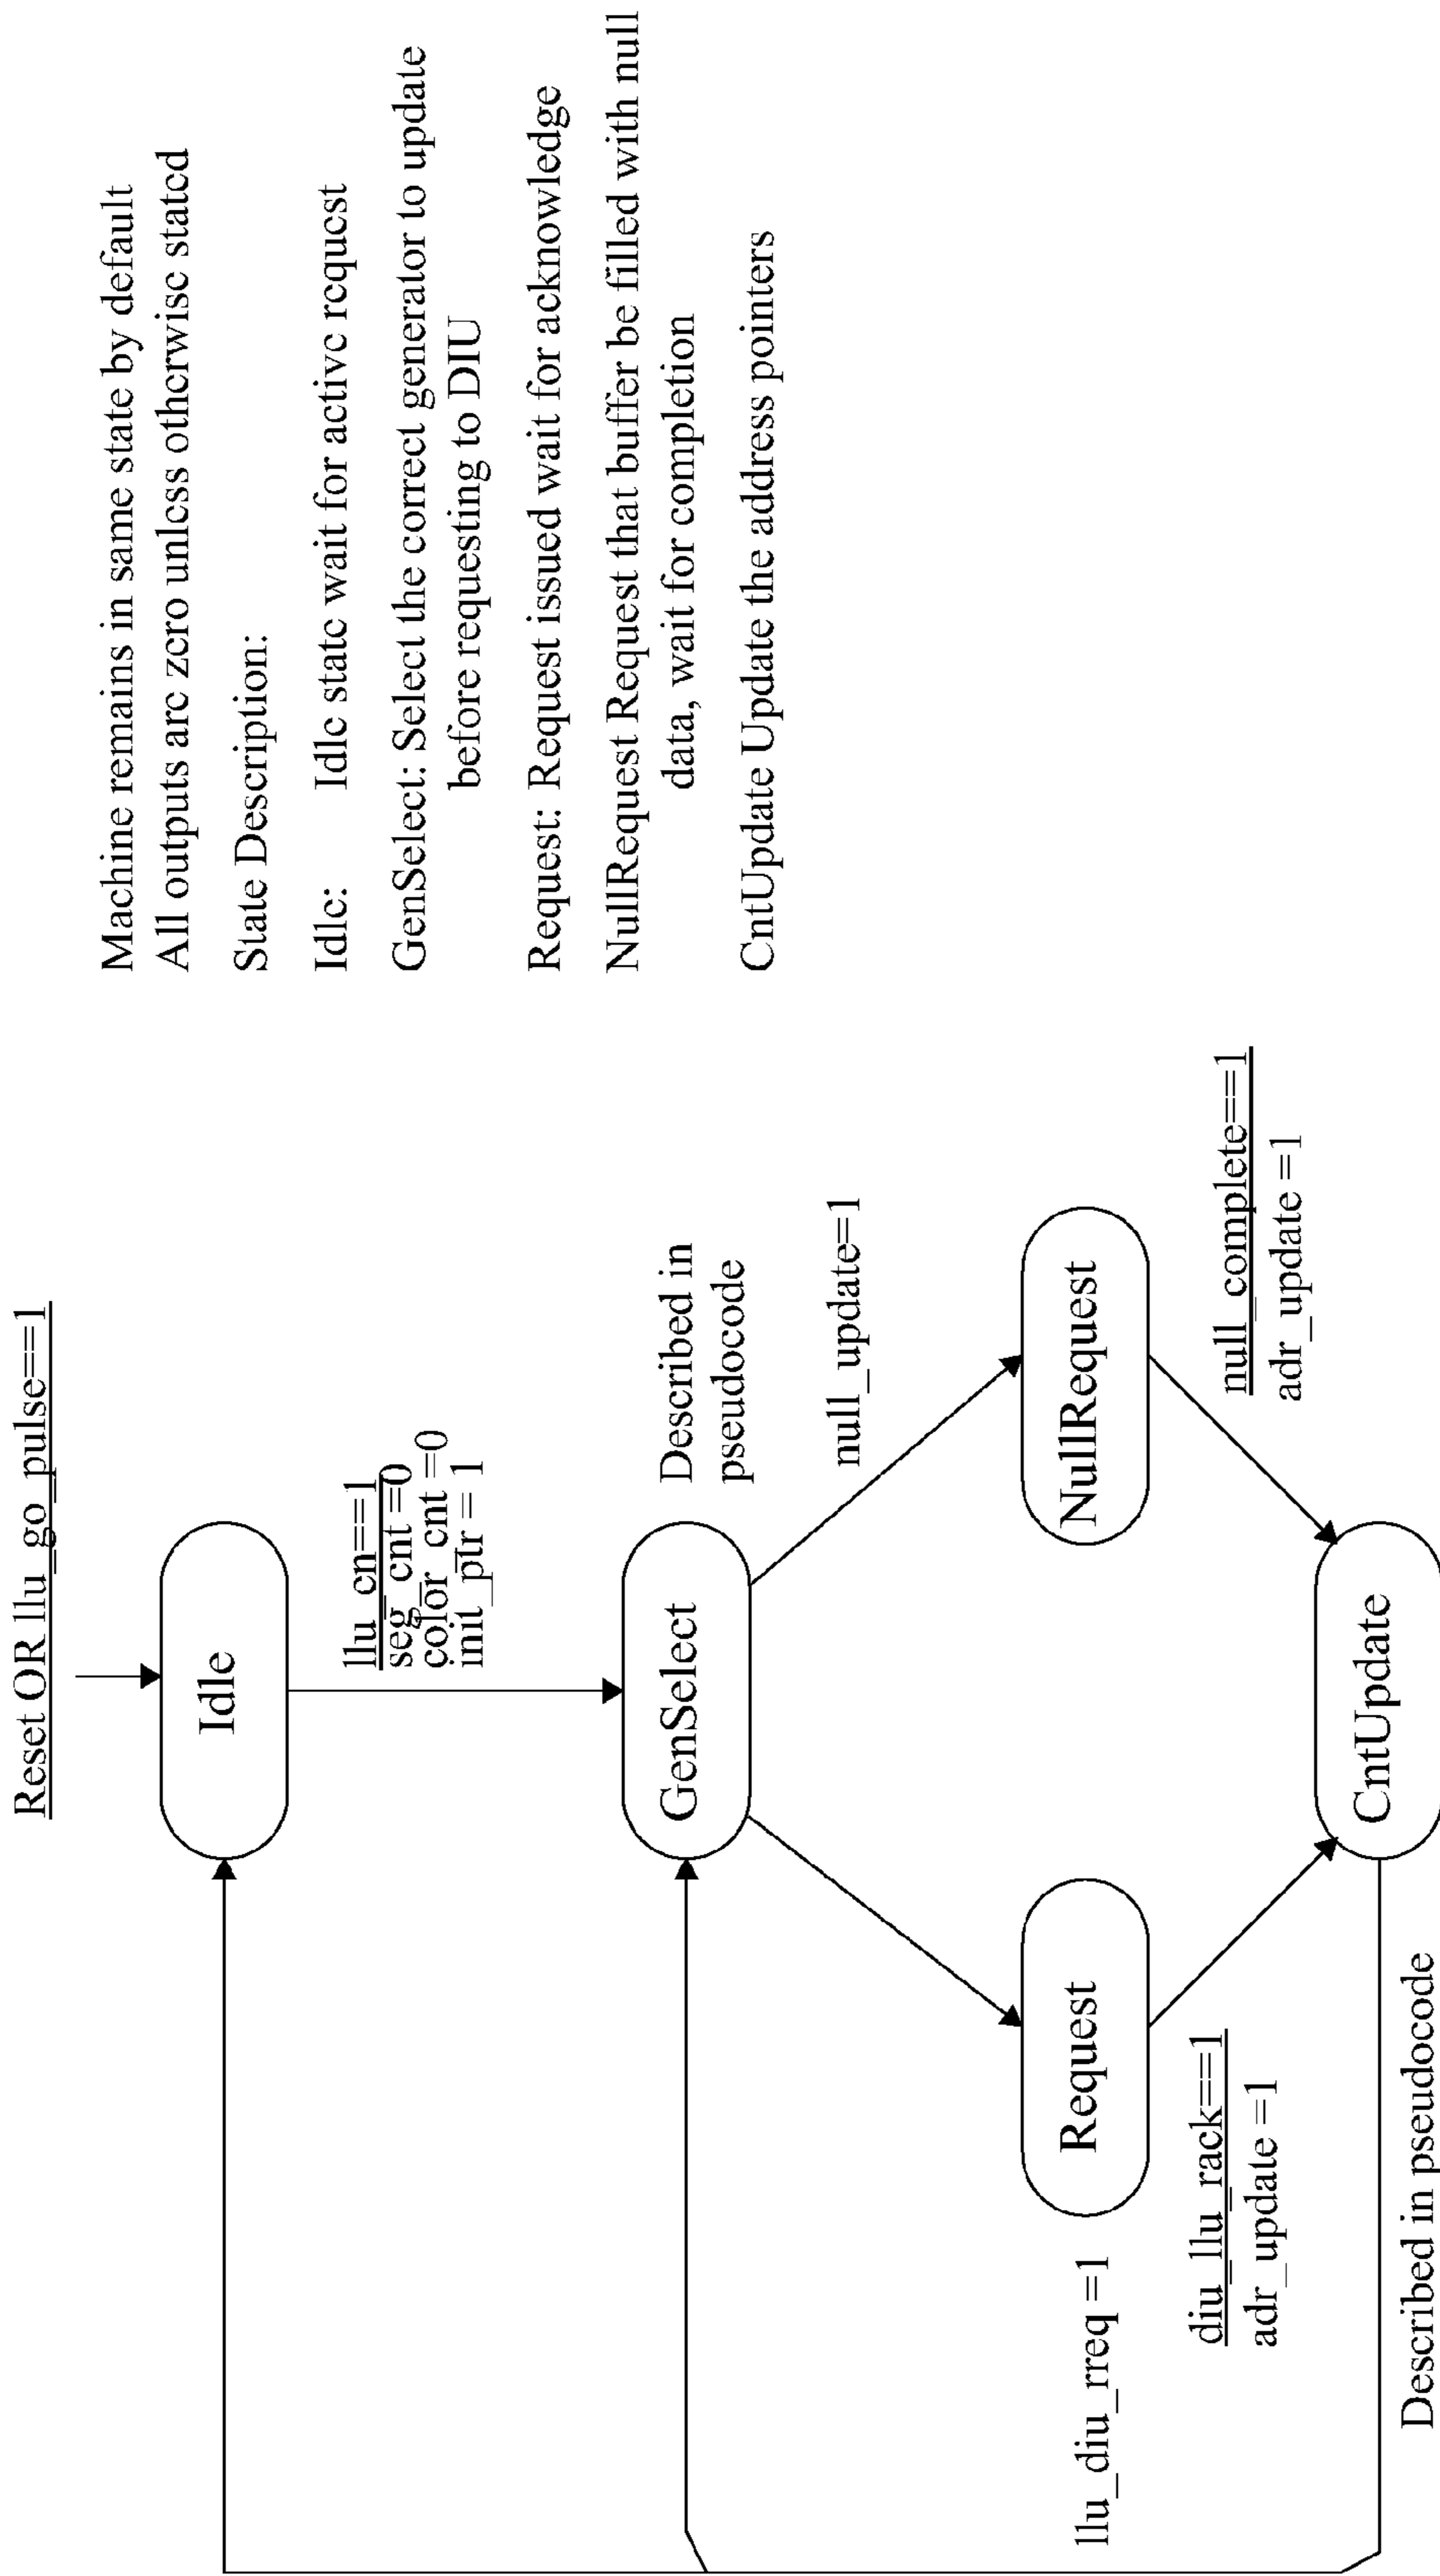 Reset OR llu_go_pulse==1
Idle
llu_en==1
seg_cnt =0
color_cnt =0
init_ptr = 1
GenSelect
Described in
pseudocode
null_update=1
Request
NullRequest
llu_diu_rreq =1
diu_llu_rack==1
adr_update =1
null_complete==1
adr_update =1
CntUpdate
Described in pseudocode
Machine remains in same state by default
All outputs are zero unless otherwise stated
State Description:
Idle: Idle state wait for active request
GenSelect: Select the correct generator to update
before requesting to DIU
Request: Request issued wait for acknowledge
NullRequest Request that buffer be filled with null
data, wait for completion
CntUpdate Update the address pointers